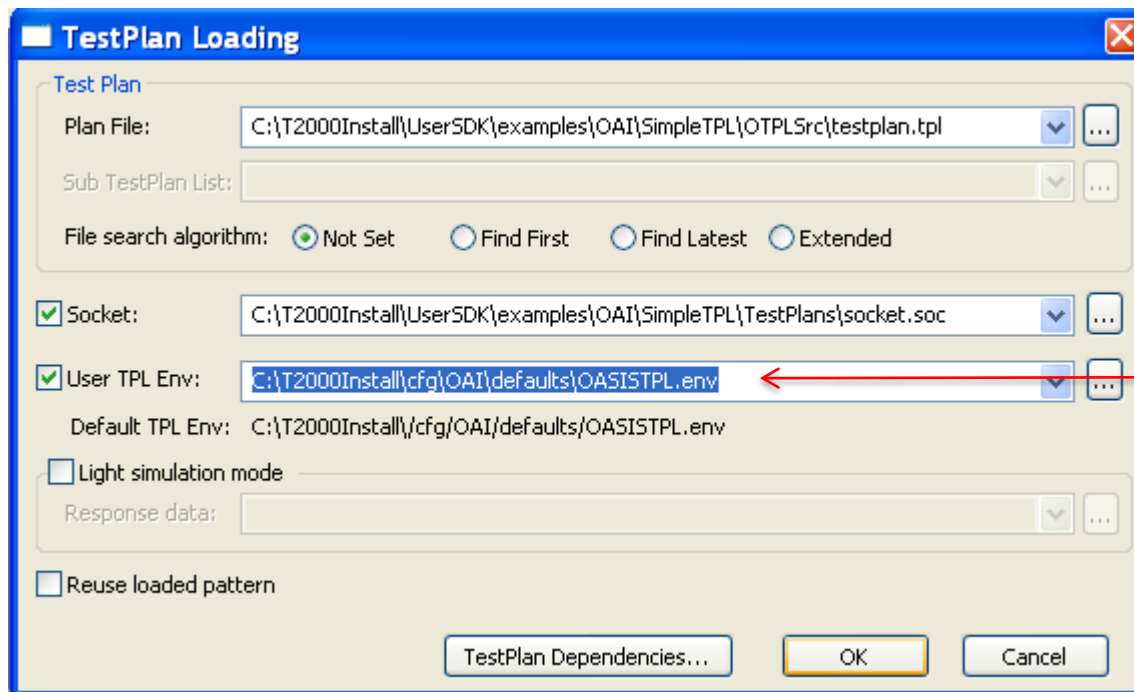 TestPlan Loading
Test Plan
Plan File: C:\T2000Install\UserSDK\examples\OAI\SimpleTPL\OTPLSrc\testplan.tpl ...
Sub TestPlan List: ...
File search algorithm: Not Set Find First Find Latest Extended
Socket: C:\T2000Install\UserSDK\examples\OAI\SimpleTPL\TestPlans\socket.soc ...
User TPL Env: C:\T2000Install\cfg\OAI\defaults\OASISTPL.env ...
Default TPL Env: C:\T2000Install\/cfg/OAI/defaults/OASISTPL.env
Light simulation mode
Response data: ...
Reuse loaded pattern
TestPlan Dependencies... OK Cancel